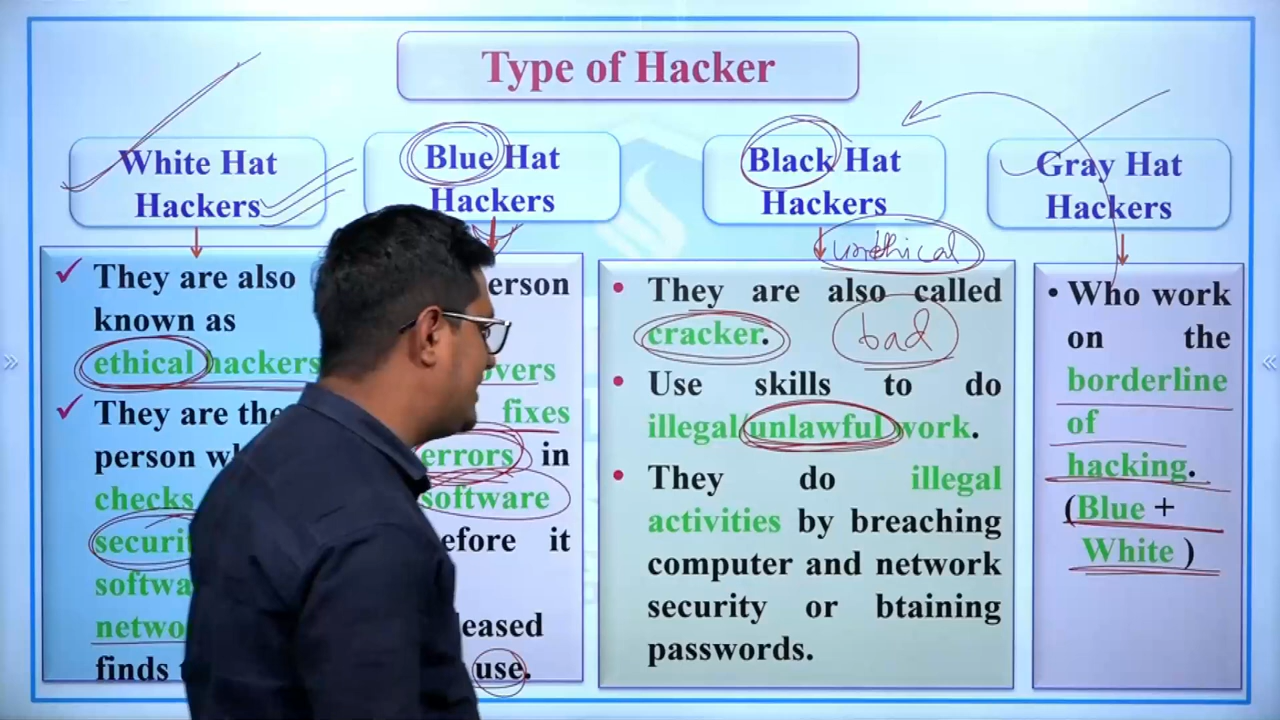 Type of Hacker
White Hat
Hackers
Blue Hat
Hackers
Black Hat
Hackers
Gray Hat
Hackers
They are also
known as
ethical hackers
They are the
person
checks
softwa
netwo
finds
erson
overs
fixes
errors in
software
efore it
leased
use.
unethical
bad
• They are also called
cracker.
• Use skills to do
illegal/unlawful work.
• They do illegal
activities by breaching
computer and network
security or btaining
passwords.
• Who work
on the
borderline
of
hacking.
(Blue +
White )